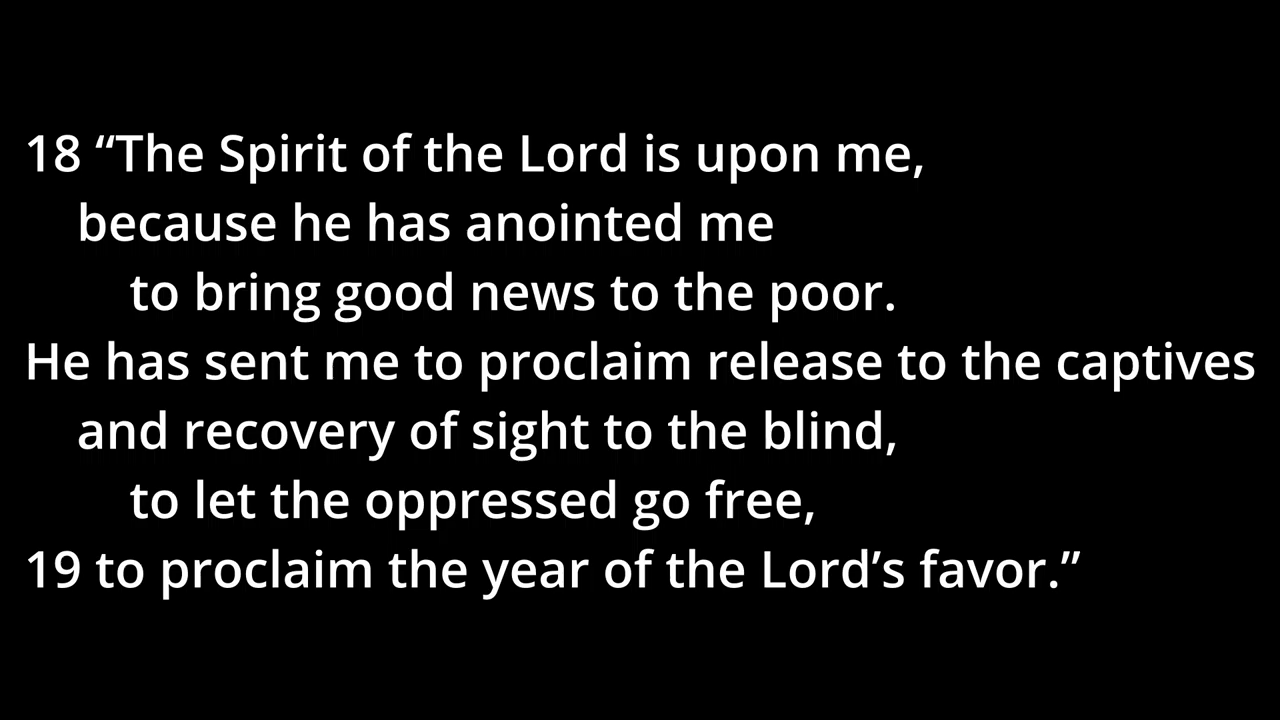 18 “The Spirit of the Lord is upon me,
because he has anointed me
to bring good news to the poor.
He has sent me to proclaim release to the captives
and recovery of sight to the blind,
to let the oppressed go free,
19 to proclaim the year of the Lord’s favor.”